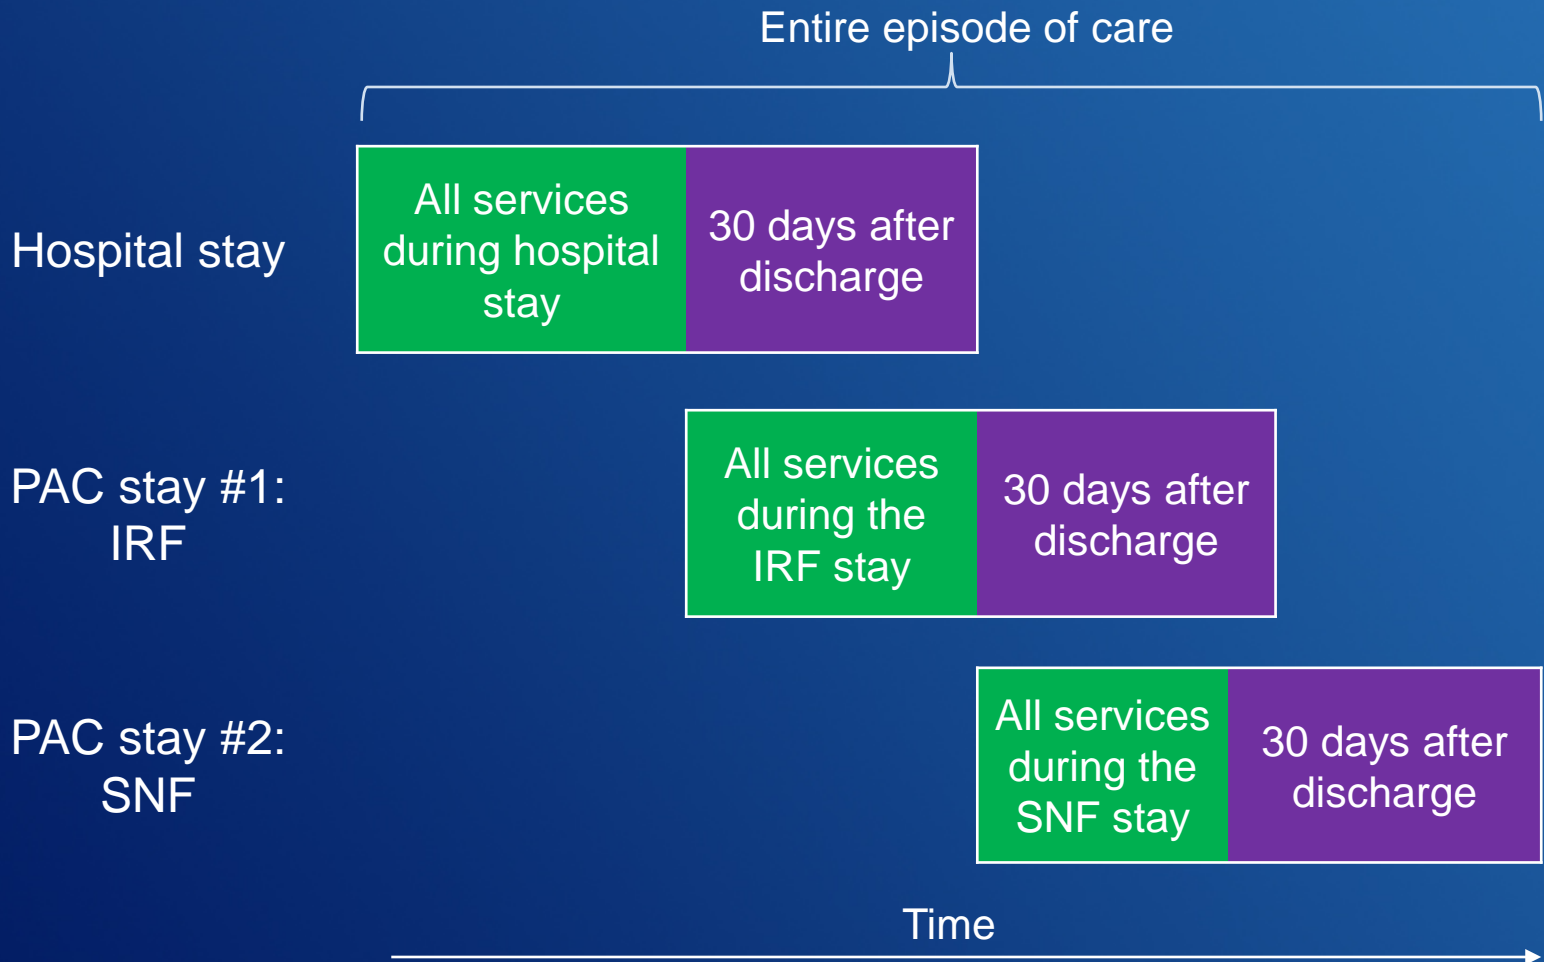 Entire episode of care
Hospital stay
All services
during hospital
stay
30 days after
discharge
PAC stay #1:
IRF
All services
during the
IRF stay
30 days after
discharge
PAC stay #2:
SNF
All services
during the
SNF stay
30 days after
discharge
Time